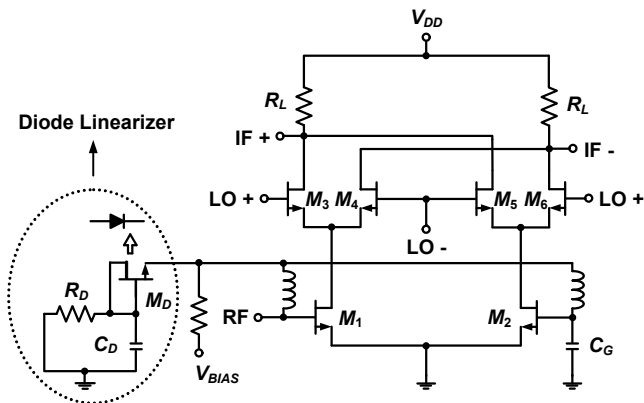 V_DD
R_L
R_L
Diode Linearizer
IF +
IF -
LO +
M_3
M_4
M_5
M_6
LO +
LO -
R_D
M_D
RF
M_1
M_2
C_D
V_BIAS
C_G